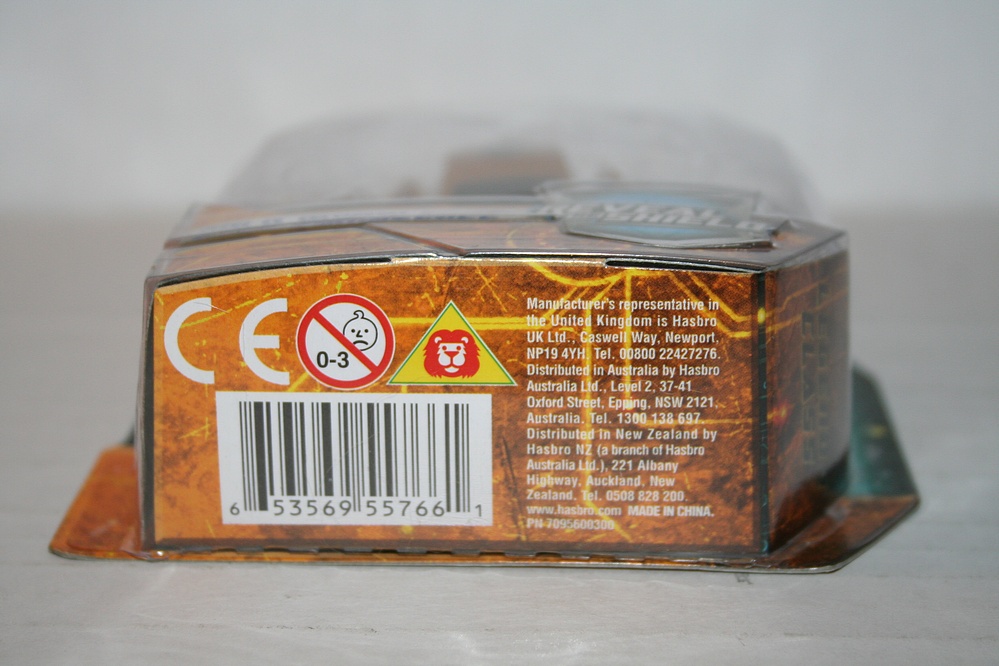 CE
0-3
Manufacturer's representative in
the United Kingdom is Hasbro
UK Ltd., Caswell Way, Newport,
NP19 4YH. Tel. 00800 22427276.
Distributed in Australia by Hasbro
Australia Ltd., Level 2, 37-41
Oxford Street, Epping, NSW 2121,
Australia. Tel. 1300 138 697.
Distributed in New Zealand by
Hasbro NZ (a branch of Hasbro
Australia Ltd.), 221 Albany
Highway, Auckland, New
Zealand. Tel. 0508 828 200.
www.hasbro.com MADE IN CHINA.
PN 7095600300
6 53569 55766 1